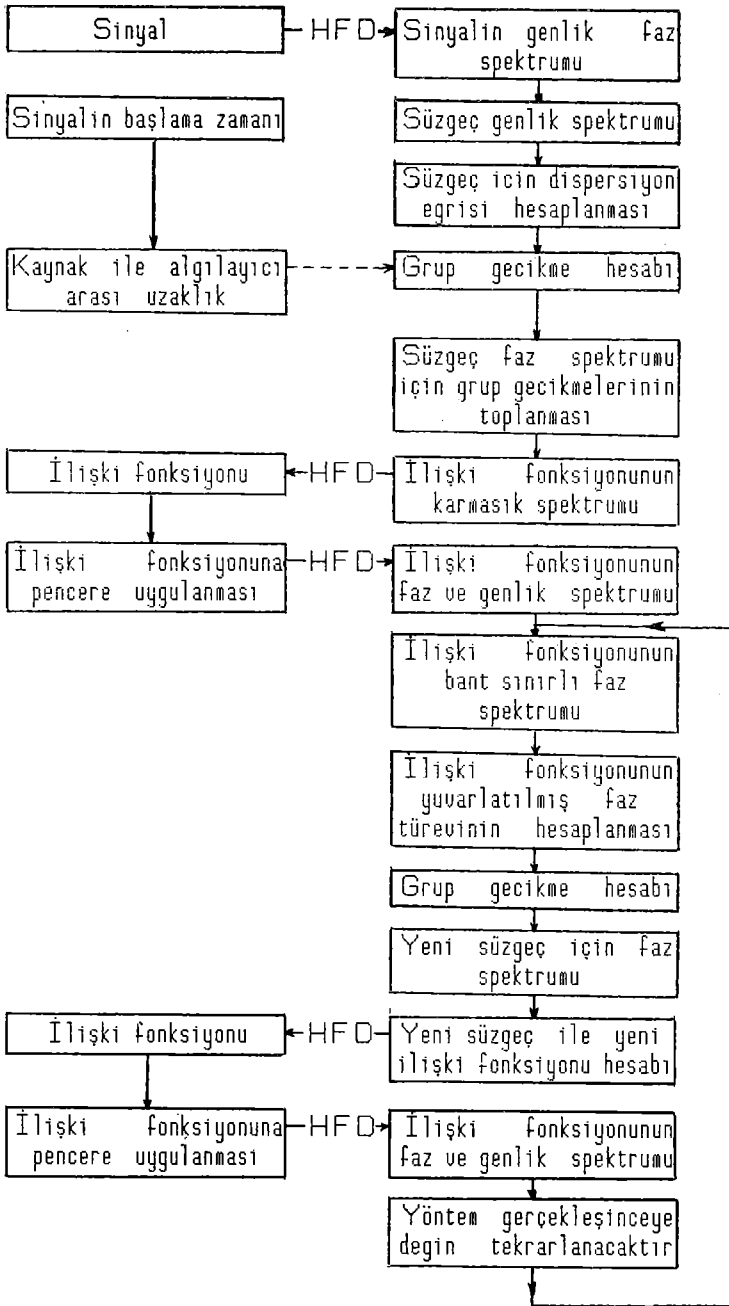 Sinyal
HFD
Sinyalin genlik faz
spektrumu
Sinyalin başlama zamanı
Süzgeç genlik spektrumu
Süzgeç icin dispersiyon
egrisi hesaplanması
Kaynak ile algılayıcı
arası uzaklık
Grup gecikme hesabı
Süzgeç faz spektrumu
için grup gecikmelerinin
toplanması
İlişki fonksiyonu
HFD
İlişki fonksiyonunun
karmasık spektrumu
İlişki fonksiyonuna
pencere uygulanması
HFD
İlişki fonksiyonunun
faz ve genlik spektrumu
İlişki fonksiyonunun
bant sınırlı faz
spektrumu
İlişki fonksiyonunun
yuvarlatılmış faz
türevinin hesaplanması
Grup gecikme hesabı
Yeni süzgeç için faz
spektrumu
İlişki fonksiyonu
HFD
Yeni süzgeç ile yeni
ilişki fonksiyonu hesabı
İlişki fonksiyonuna
pencere uygulanmasi
HFD
İlişki fonksiyonunun
faz ve genlik spektrumu
Yöntem gerçekleşinceye
degin tekrarlanacaktır